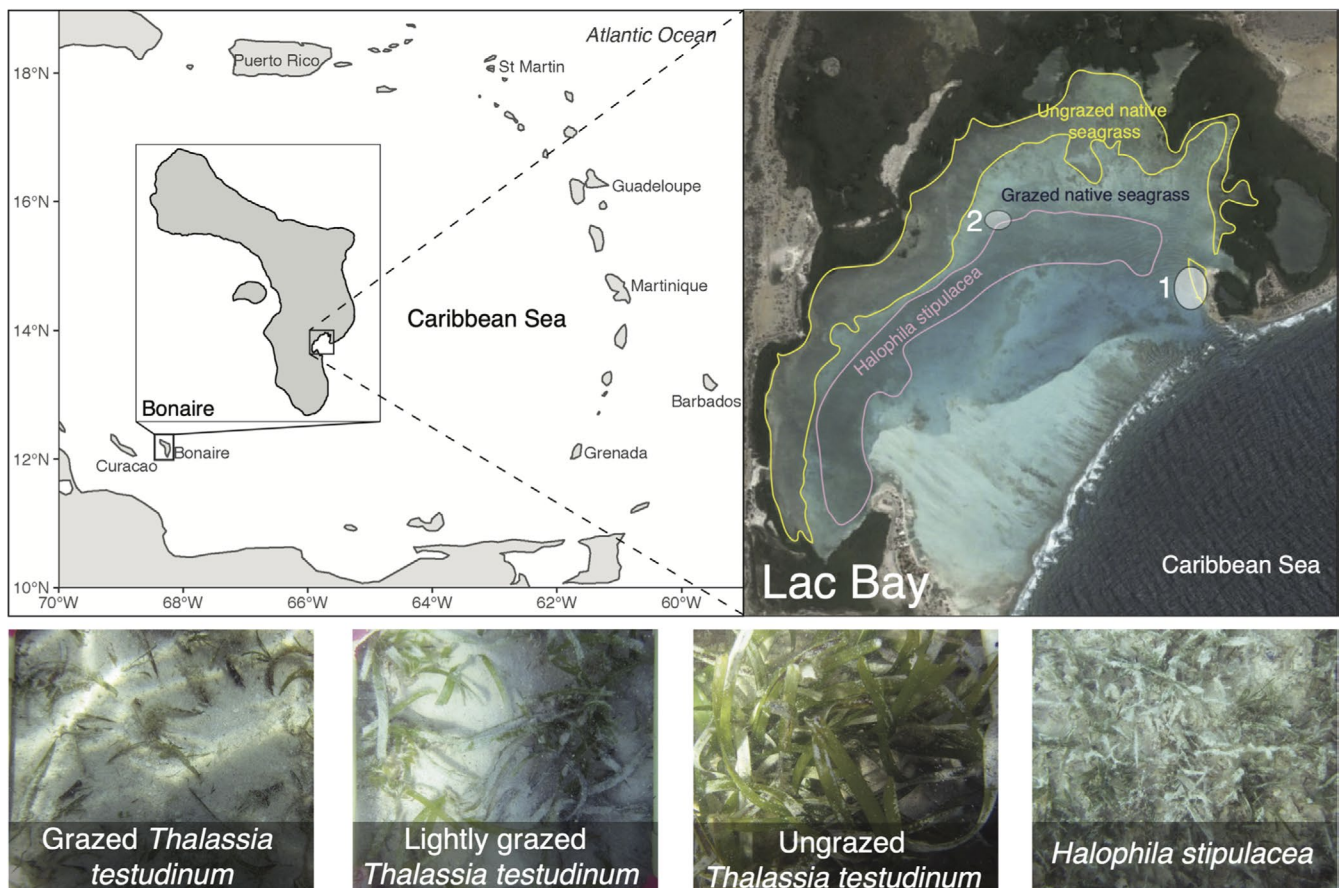 Atlantic Ocean
18°N
Puerto Rico
St Martin
16°N
Guadeloupe
Martinique
14°N
Caribbean Sea
Bonaire
Barbados
12°N
Curacao
Bonaire
Grenada
10°N
70°W
68°W
66°W
64°W
62°W
60°W
Ungrazed native
seagrass
Grazed native seagrass
2
1
Halophila stipulacea
Lac Bay
Caribbean Sea
Grazed Thalassia
testudinum
Lightly grazed
Thalassia testudinum
Ungrazed
Thalassia testudinum
Halophila stipulacea